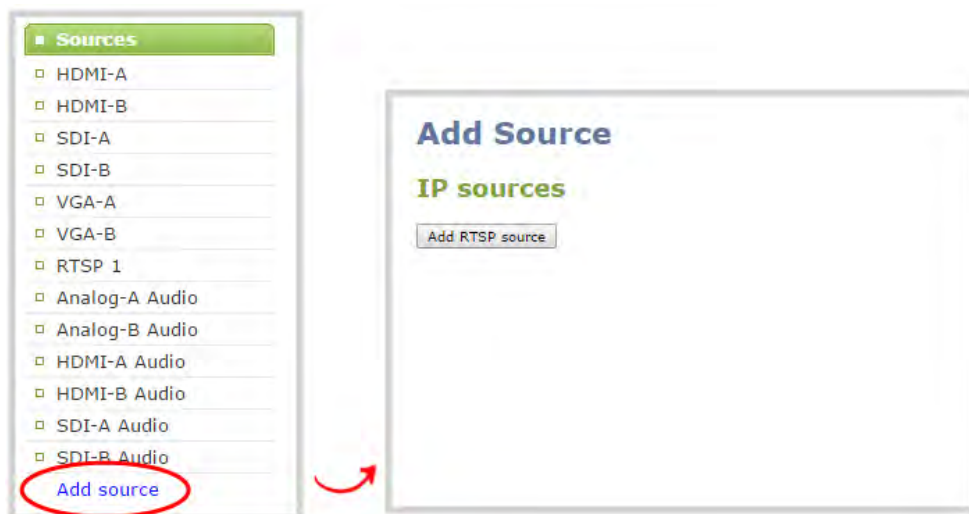 Sources
HDMI-A
HDMI-B
SDI-A
SDI-B
VGA-A
VGA-B
RTSP 1
Analog-A Audio
Analog-B Audio
HDMI-A Audio
HDMI-B Audio
SDI-A Audio
SDI-B Audio
Add source
Add Source
IP sources
Add RTSP source